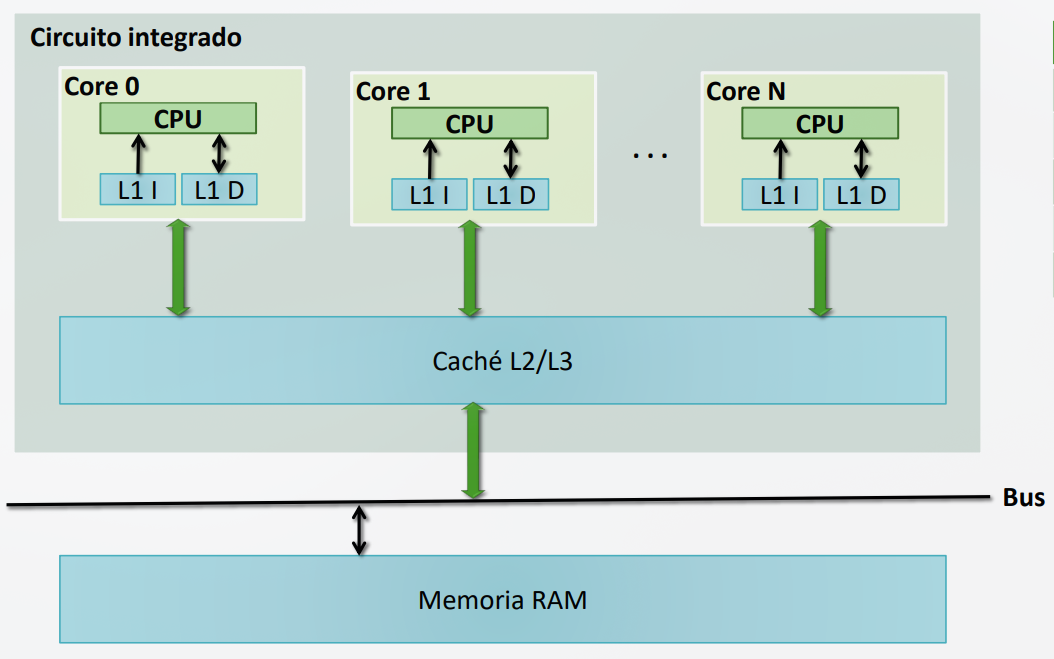 Circuito integrado
Core 0
CPU
L1 I
L1 D
Core 1
CPU
L1 I
L1 D
...
Core N
CPU
L1 I
L1 D
Caché L2/L3
Bus
Memoria RAM